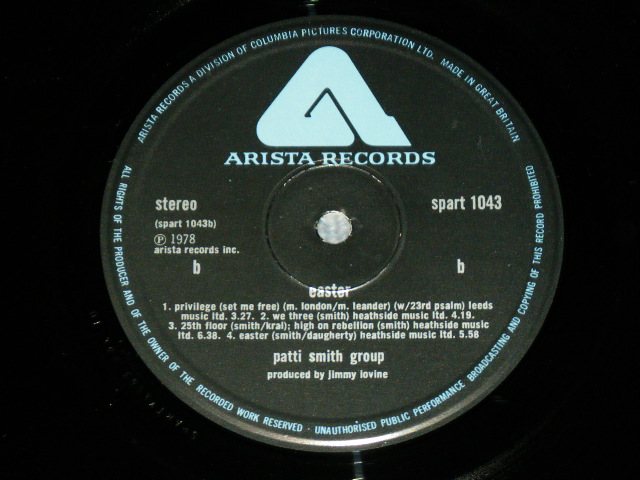 ARISTA RECORDS A DIVISION OF COLUMBIA PICTURES CORPORATION LTD. MADE IN GREAT BRITAIN
ARISTA RECORDS
stereo
spart 1043
(spart 1043b)
Ⓟ 1978
arista records inc.
b
b
easter
1. privilege (set me free) (m. london/m. leander) (w/23rd psalm) leeds
music ltd. 3.27. 2. we three (smith) heathside music ltd. 4.19.
3. 25th floor (smith/kral); high on rebellion (smith) heathside music
ltd. 6.38. 4. easter (smith/daugherty) heathside music ltd. 5.58
patti smith group
produced by jimmy iovine
ALL RIGHTS OF THE PRODUCER AND OF THE OWNER OF THE RECORDED WORK RESERVED · UNAUTHORISED PUBLIC PERFORMANCE BROADCASTING AND COPYING OF THIS RECORD PROHIBITED